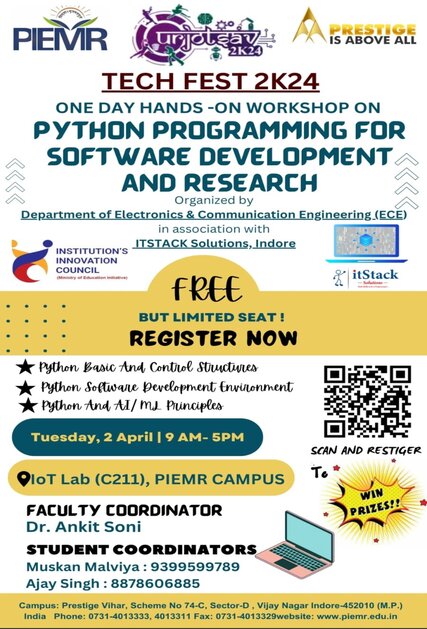 PIEMR
urjotsav
2K24
PRESTIGE
IS ABOVE ALL
TECH FEST 2K24
ONE DAY HANDS -ON WORKSHOP ON
PYTHON PROGRAMMING FOR
SOFTWARE DEVELOPMENT
AND RESEARCH
Organized by
Department of Electronics & Communication Engineering (ECE)
in association with
ITSTACK Solutions, Indore
INSTITUTION'S
INNOVATION
COUNCIL
(Ministry of Education Initiative)
itStack
Solutions
FREE
BUT LIMITED SEAT !
REGISTER NOW
Python Basic And Control Structures
Python Software Development Environment
Python And AI/ML Principles
Tuesday, 2 April | 9 AM- 5PM
SCAN AND RESTIGER
To
WIN
PRIZES!!
IoT Lab (C211), PIEMR CAMPUS
FACULTY COORDINATOR
Dr. Ankit Soni
STUDENT COORDINATORS
Muskan Malviya : 9399599789
Ajay Singh : 8878606885
Campus: Prestige Vihar, Scheme No 74-C, Sector-D , Vijay Nagar Indore-452010 (M.P.)
India Phone: 0731-4013333, 4013311 Fax: 0731-4013329website: www.piemr.edu.in